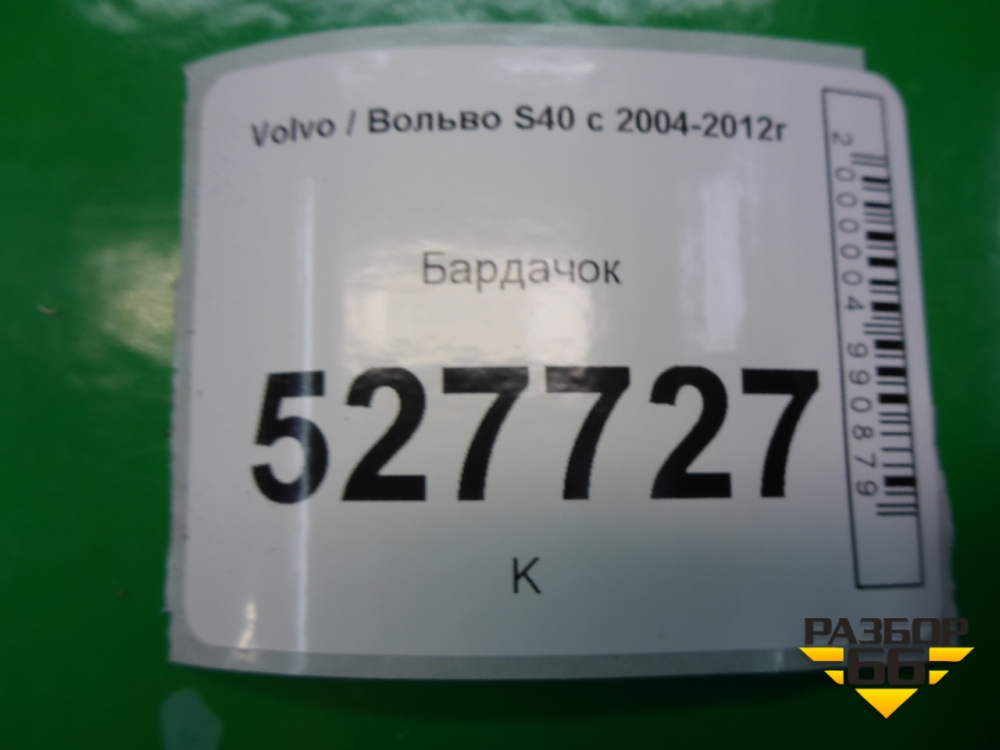 Volvo / Вольво S40 с 2004-2012г
Бардачок
527727
К
2000004990879
РАЗБОР
66